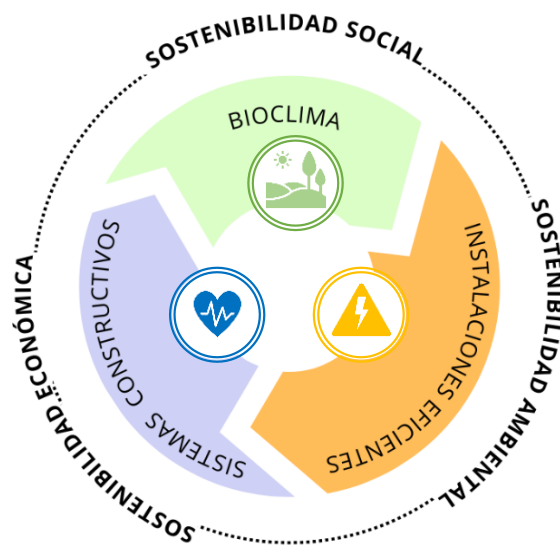 SOSTENIBILIDAD SOCIAL
BIOCLIMA
INSTALACIONES EFICIENTES
SISTEMAS CONSTRUCTIVOS
SOSTENIBILIDAD AMBIENTAL
SOSTENIBILIDAD ECONÓMICA